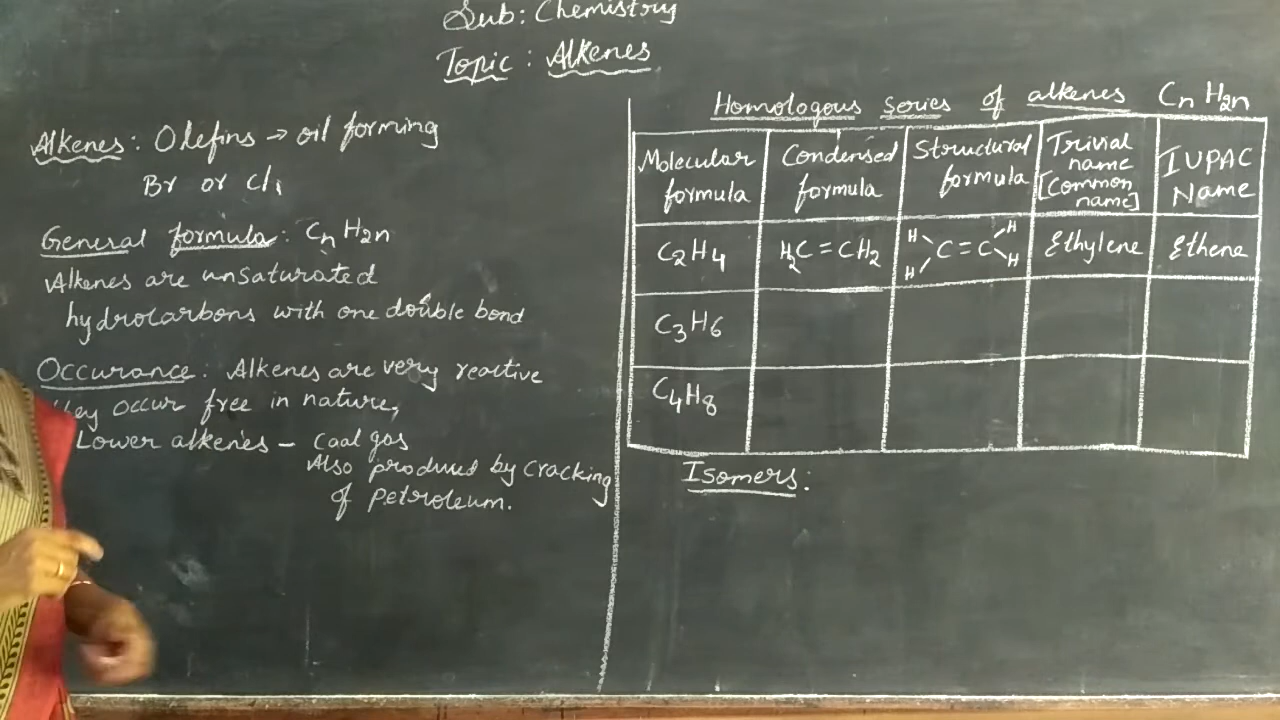 Sub: Chemistry
Topic: Alkenes
Alkenes: Olefins → oil forming
Br or Cl,
General formula: CnH2n
Alkenes are unsaturated
hydrocarbons with one double bond
Occurance: Alkenes are very reactive
they occur free in nature,
Lower alkenes – Coal gas
Also produced by cracking
of petroleum.
Homologous series of alkenes CnH2n
Molecular formula
Condensed formula
Structural formula
Trivial name [Common name]
IUPAC Name
C2H4
H2C=CH2
H H C=C H H
Ethylene
Ethene
C3H6
C4H8
Isomers: